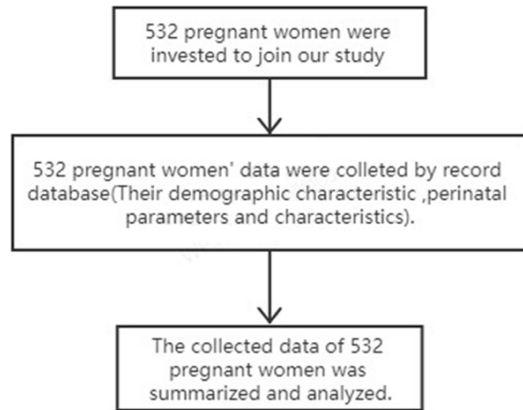 532 pregnant women were
invested to join our study
532 pregnant women' data were colleted by record
database(Their demographic characteristic ,perinatal
parameters and characteristics).
The collected data of 532
pregnant women was
summarized and analyzed.